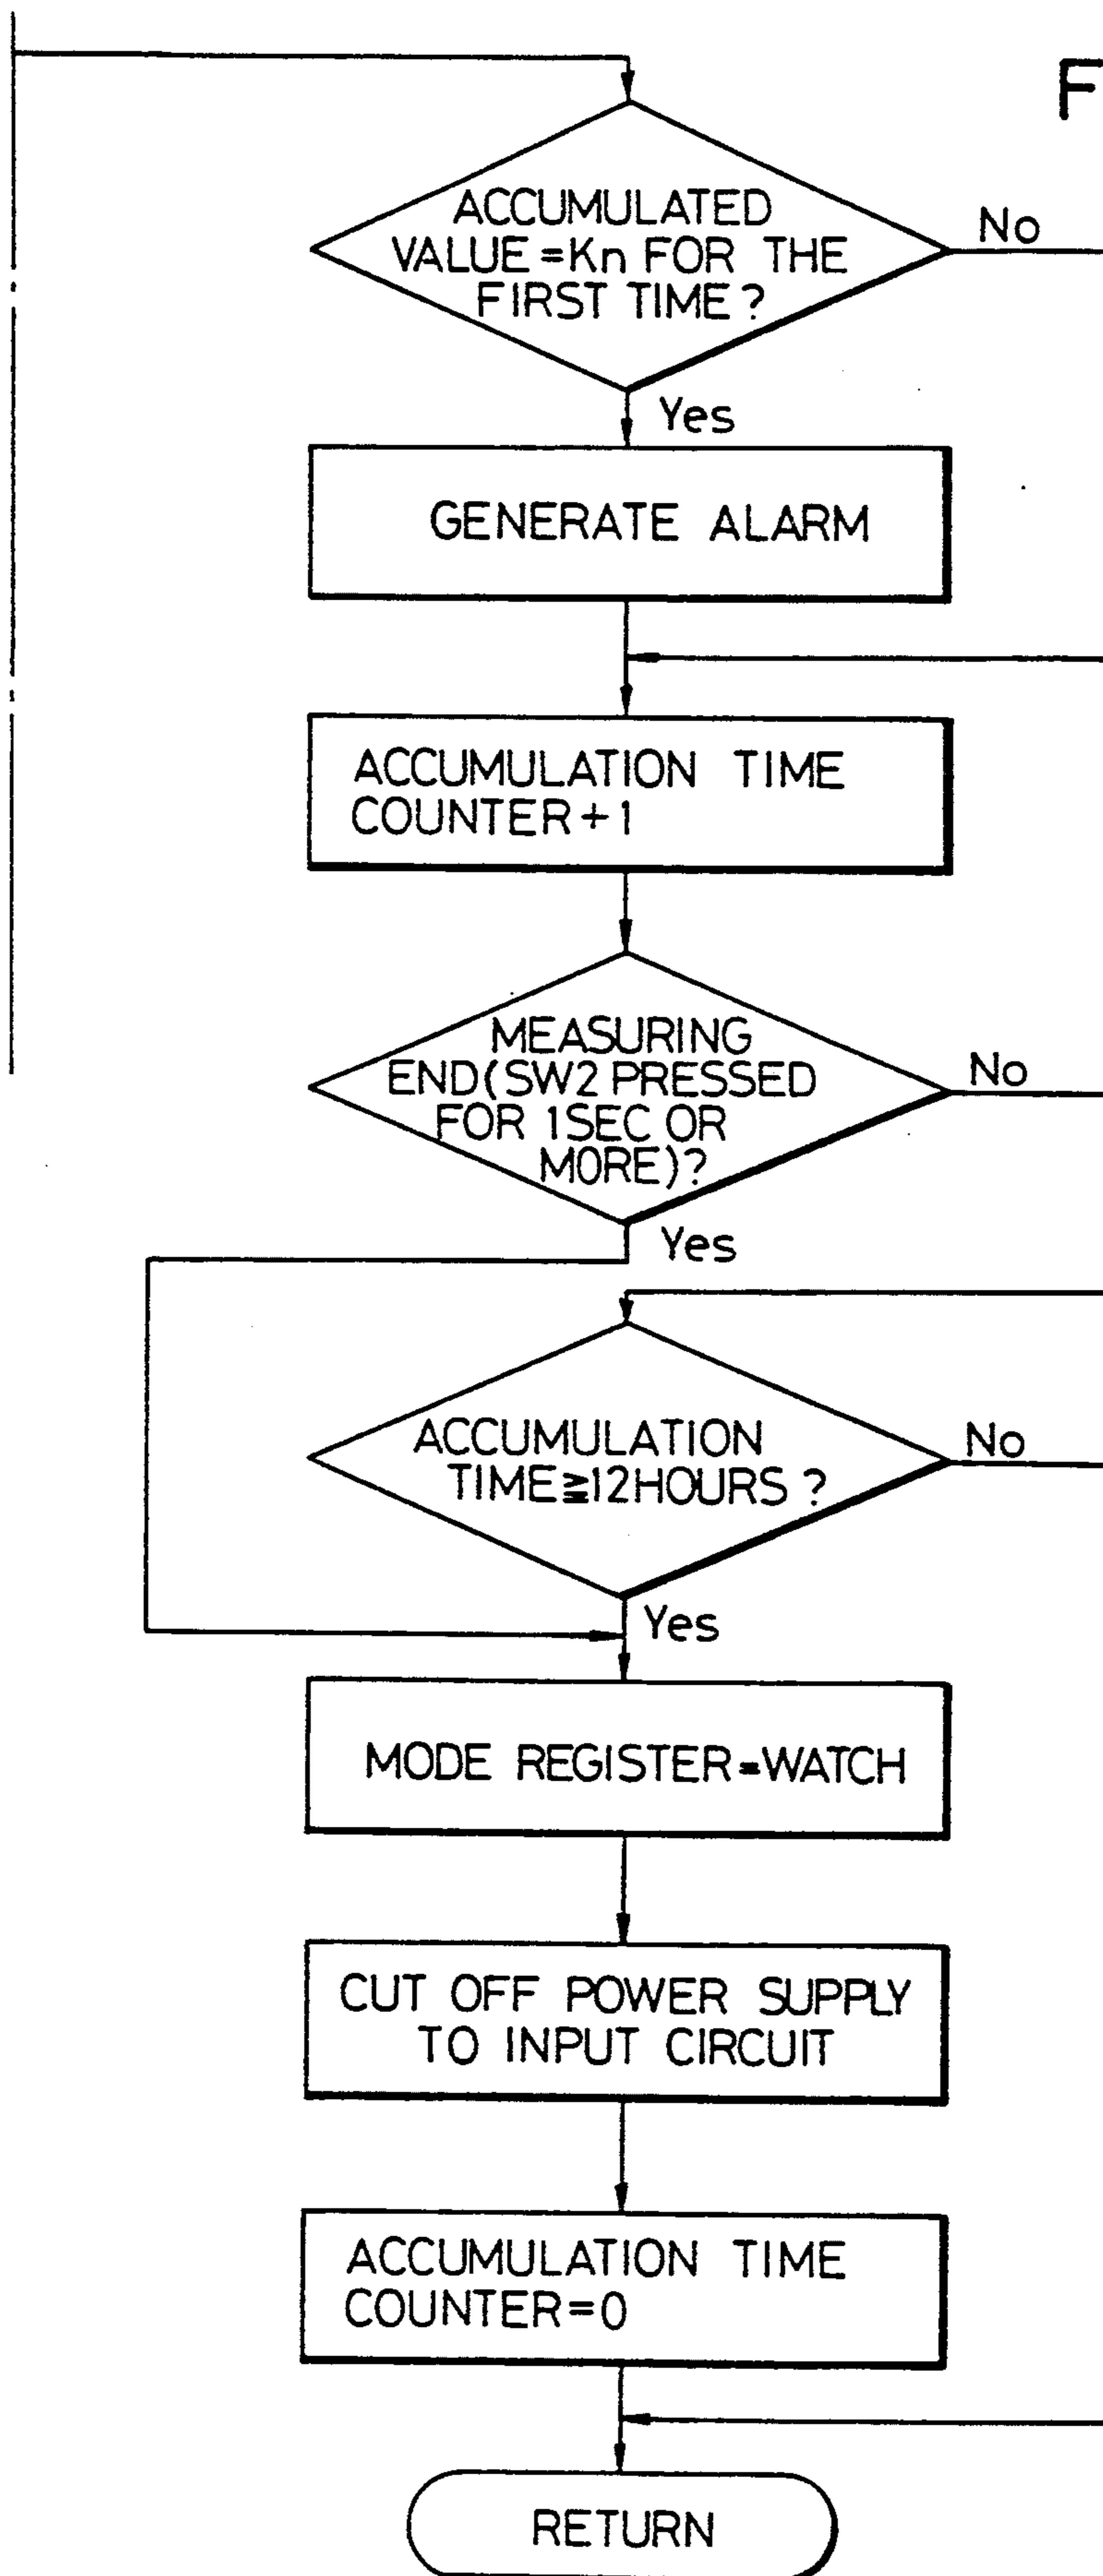 F
ACCUMULATED
VALUE=Kn FOR THE
FIRST TIME?
No
Yes
GENERATE ALARM
ACCUMULATION TIME
COUNTER+1
MEASURING
END(SW2 PRESSED
FOR 1SEC OR
MORE)?
No
Yes
ACCUMULATION
TIME≧12HOURS?
No
Yes
MODE REGISTER=WATCH
CUT OFF POWER SUPPLY
TO INPUT CIRCUIT
ACCUMULATION TIME
COUNTER=0
RETURN